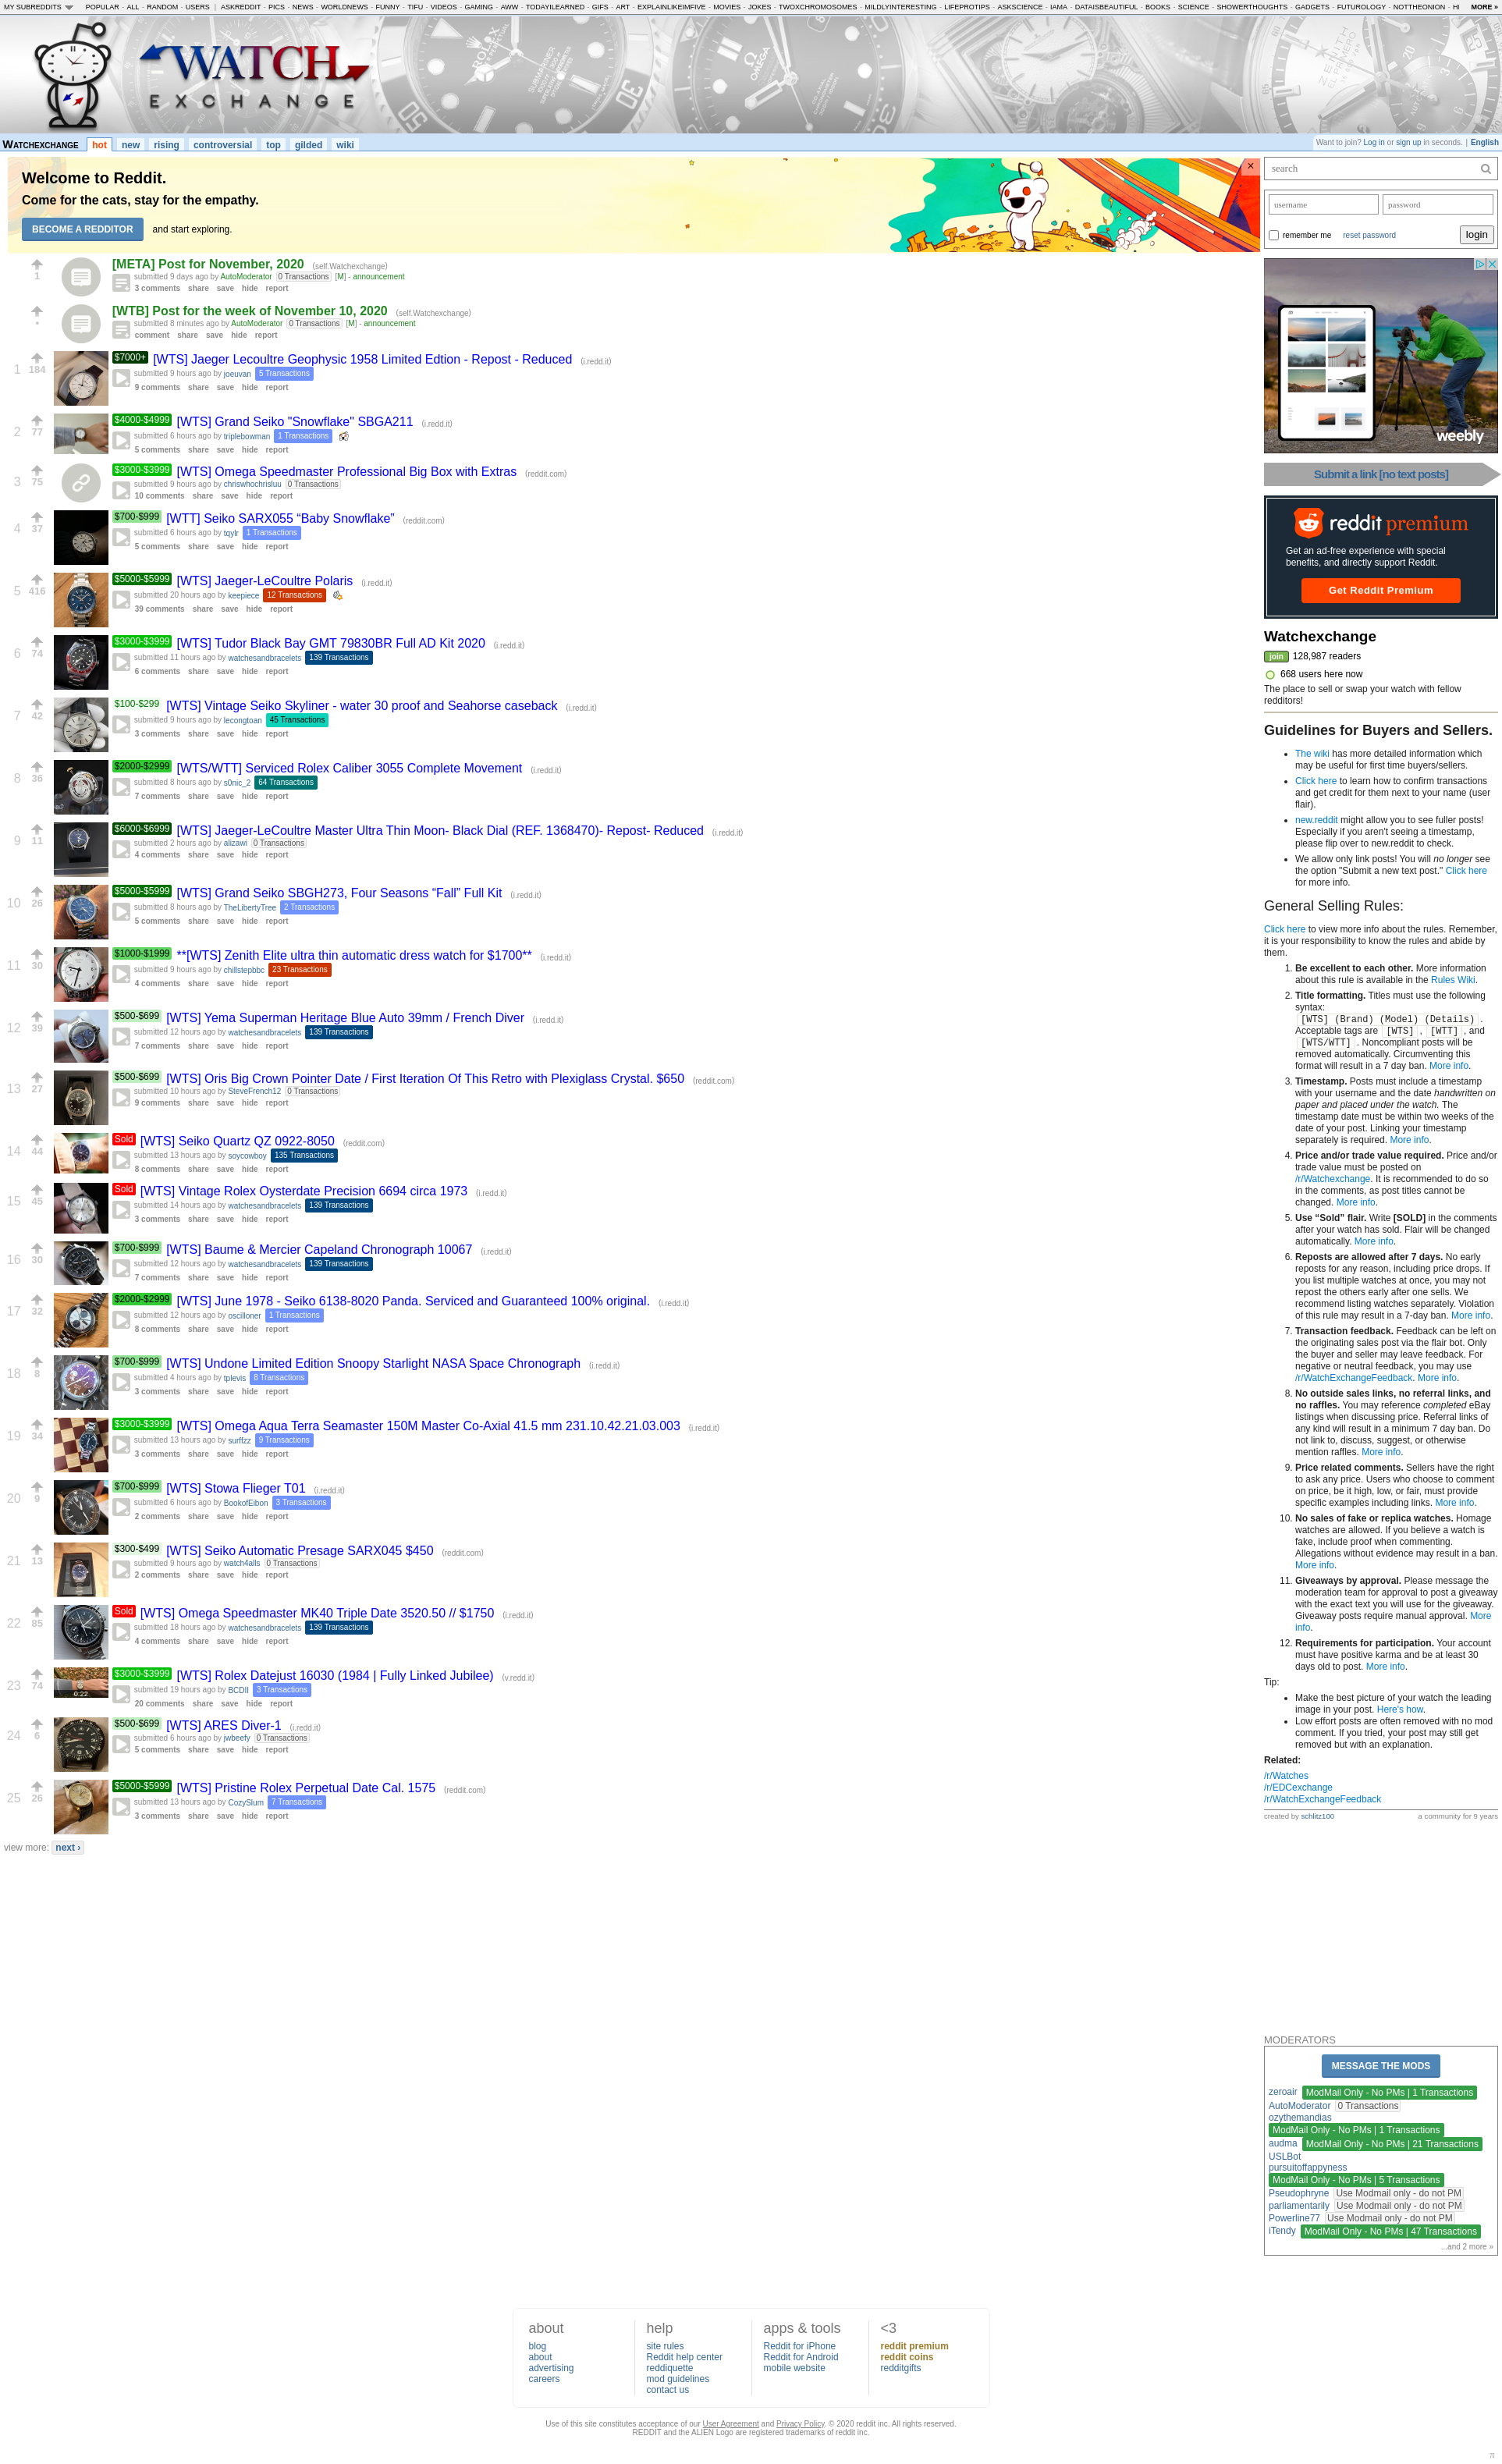 MY SUBREDDITS POPULAR - ALL - RANDOM - USERS | ASKREDDIT - PICS - NEWS - WORLDNEWS - FUNNY - TIFU - VIDEOS - GAMING - AWW - TODAYILEARNED - GIFS - ART - EXPLAINLIKEIMFIVE - MOVIES - JOKES - TWOXCHROMOSOMES - MILDLYINTERESTING - LIFEPROTIPS - ASKSCIENCE - IAMA - DATAISBEAUTIFUL - BOOKS - SCIENCE - SHOWERTHOUGHTS - GADGETS - FUTUROLOGY - NOTTHEONION - HI MORE »
WATCH
EXCHANGE
WATCHEXCHANGE hot new rising controversial top gilded wiki
Want to join? Log in or sign up in seconds. | English
Welcome to Reddit.
Come for the cats, stay for the empathy.
BECOME A REDDITOR and start exploring.
×
[META] Post for November, 2020 (self.Watchexchange)
1
submitted 9 days ago by AutoModerator 0 Transactions [M] - announcement
3 comments share save hide report
[WTB] Post for the week of November 10, 2020 (self.Watchexchange)
•
submitted 8 minutes ago by AutoModerator 0 Transactions [M] - announcement
comment share save hide report
1 184 $7000+ [WTS] Jaeger Lecoultre Geophysic 1958 Limited Edtion - Repost - Reduced (i.redd.it)
submitted 9 hours ago by joeuvan 5 Transactions
9 comments share save hide report
2 77 $4000-$4999 [WTS] Grand Seiko "Snowflake" SBGA211 (i.redd.it)
submitted 6 hours ago by triplebowman 1 Transactions
5 comments share save hide report
3 75 $3000-$3999 [WTS] Omega Speedmaster Professional Big Box with Extras (reddit.com)
submitted 9 hours ago by chriswhochrisluu 0 Transactions
10 comments share save hide report
4 37 $700-$999 [WTT] Seiko SARX055 “Baby Snowflake” (reddit.com)
submitted 6 hours ago by tqylr 1 Transactions
5 comments share save hide report
5 416 $5000-$5999 [WTS] Jaeger-LeCoultre Polaris (i.redd.it)
submitted 20 hours ago by keepiece 12 Transactions
39 comments share save hide report
6 74 $3000-$3999 [WTS] Tudor Black Bay GMT 79830BR Full AD Kit 2020 (i.redd.it)
submitted 11 hours ago by watchesandbracelets 139 Transactions
6 comments share save hide report
7 42 $100-$299 [WTS] Vintage Seiko Skyliner - water 30 proof and Seahorse caseback (i.redd.it)
submitted 9 hours ago by lecongtoan 45 Transactions
3 comments share save hide report
8 36 $2000-$2999 [WTS/WTT] Serviced Rolex Caliber 3055 Complete Movement (i.redd.it)
submitted 8 hours ago by s0nic_2 64 Transactions
7 comments share save hide report
9 11 $6000-$6999 [WTS] Jaeger-LeCoultre Master Ultra Thin Moon- Black Dial (REF. 1368470)- Repost- Reduced (i.redd.it)
submitted 2 hours ago by alizawi 0 Transactions
4 comments share save hide report
10 26 $5000-$5999 [WTS] Grand Seiko SBGH273, Four Seasons “Fall” Full Kit (i.redd.it)
submitted 8 hours ago by TheLibertyTree 2 Transactions
5 comments share save hide report
11 30 $1000-$1999 **[WTS] Zenith Elite ultra thin automatic dress watch for $1700** (i.redd.it)
submitted 9 hours ago by chillstepbbc 23 Transactions
4 comments share save hide report
12 39 $500-$699 [WTS] Yema Superman Heritage Blue Auto 39mm / French Diver (i.redd.it)
submitted 12 hours ago by watchesandbracelets 139 Transactions
7 comments share save hide report
13 27 $500-$699 [WTS] Oris Big Crown Pointer Date / First Iteration Of This Retro with Plexiglass Crystal. $650 (reddit.com)
submitted 10 hours ago by SteveFrench12 0 Transactions
9 comments share save hide report
14 44 Sold [WTS] Seiko Quartz QZ 0922-8050 (reddit.com)
submitted 13 hours ago by soycowboy 135 Transactions
8 comments share save hide report
15 45 Sold [WTS] Vintage Rolex Oysterdate Precision 6694 circa 1973 (i.redd.it)
submitted 14 hours ago by watchesandbracelets 139 Transactions
3 comments share save hide report
16 30 $700-$999 [WTS] Baume & Mercier Capeland Chronograph 10067 (i.redd.it)
submitted 12 hours ago by watchesandbracelets 139 Transactions
7 comments share save hide report
17 32 $2000-$2999 [WTS] June 1978 - Seiko 6138-8020 Panda. Serviced and Guaranteed 100% original. (i.redd.it)
submitted 12 hours ago by oscilloner 1 Transactions
8 comments share save hide report
18 8 $700-$999 [WTS] Undone Limited Edition Snoopy Starlight NASA Space Chronograph (i.redd.it)
submitted 4 hours ago by tplevis 8 Transactions
3 comments share save hide report
19 34 $3000-$3999 [WTS] Omega Aqua Terra Seamaster 150M Master Co-Axial 41.5 mm 231.10.42.21.03.003 (i.redd.it)
submitted 13 hours ago by surffzz 9 Transactions
3 comments share save hide report
20 9 $700-$999 [WTS] Stowa Flieger T01 (i.redd.it)
submitted 6 hours ago by BookofEibon 3 Transactions
2 comments share save hide report
21 13 $300-$499 [WTS] Seiko Automatic Presage SARX045 $450 (reddit.com)
submitted 9 hours ago by watch4alls 0 Transactions
2 comments share save hide report
22 85 Sold [WTS] Omega Speedmaster MK40 Triple Date 3520.50 // $1750 (i.redd.it)
submitted 18 hours ago by watchesandbracelets 139 Transactions
4 comments share save hide report
23 74 0:22 $3000-$3999 [WTS] Rolex Datejust 16030 (1984 | Fully Linked Jubilee) (v.redd.it)
submitted 19 hours ago by BCDII 3 Transactions
20 comments share save hide report
24 6 $500-$699 [WTS] ARES Diver-1 (i.redd.it)
submitted 6 hours ago by jwbeefy 0 Transactions
5 comments share save hide report
25 26 $5000-$5999 [WTS] Pristine Rolex Perpetual Date Cal. 1575 (reddit.com)
submitted 13 hours ago by CozySlum 7 Transactions
3 comments share save hide report
view more: next ›
search
username password
remember me reset password login
weebly
Submit a link [no text posts]
reddit premium
Get an ad-free experience with special
benefits, and directly support Reddit.
Get Reddit Premium
Watchexchange
join 128,987 readers
668 users here now
The place to sell or swap your watch with fellow
redditors!
Guidelines for Buyers and Sellers.
• The wiki has more detailed information which
may be useful for first time buyers/sellers.
• Click here to learn how to confirm transactions
and get credit for them next to your name (user
flair).
• new.reddit might allow you to see fuller posts!
Especially if you aren't seeing a timestamp,
please flip over to new.reddit to check.
• We allow only link posts! You will no longer see
the option "Submit a new text post." Click here
for more info.
General Selling Rules:
Click here to view more info about the rules. Remember,
it is your responsibility to know the rules and abide by
them.
1. Be excellent to each other. More information
about this rule is available in the Rules Wiki.
2. Title formatting. Titles must use the following
syntax:
[WTS] (Brand) (Model) (Details) .
Acceptable tags are [WTS] , [WTT] , and
[WTS/WTT] . Noncompliant posts will be
removed automatically. Circumventing this
format will result in a 7 day ban. More info.
3. Timestamp. Posts must include a timestamp
with your username and the date handwritten on
paper and placed under the watch. The
timestamp date must be within two weeks of the
date of your post. Linking your timestamp
separately is required. More info.
4. Price and/or trade value required. Price and/or
trade value must be posted on
/r/Watchexchange. It is recommended to do so
in the comments, as post titles cannot be
changed. More info.
5. Use “Sold” flair. Write [SOLD] in the comments
after your watch has sold. Flair will be changed
automatically. More info.
6. Reposts are allowed after 7 days. No early
reposts for any reason, including price drops. If
you list multiple watches at once, you may not
repost the others early after one sells. We
recommend listing watches separately. Violation
of this rule may result in a 7-day ban. More info.
7. Transaction feedback. Feedback can be left on
the originating sales post via the flair bot. Only
the buyer and seller may leave feedback. For
negative or neutral feedback, you may use
/r/WatchExchangeFeedback. More info.
8. No outside sales links, no referral links, and
no raffles. You may reference completed eBay
listings when discussing price. Referral links of
any kind will result in a minimum 7 day ban. Do
not link to, discuss, suggest, or otherwise
mention raffles. More info.
9. Price related comments. Sellers have the right
to ask any price. Users who choose to comment
on price, be it high, low, or fair, must provide
specific examples including links. More info.
10. No sales of fake or replica watches. Homage
watches are allowed. If you believe a watch is
fake, include proof when commenting.
Allegations without evidence may result in a ban.
More info.
11. Giveaways by approval. Please message the
moderation team for approval to post a giveaway
with the exact text you will use for the giveaway.
Giveaway posts require manual approval. More
info.
12. Requirements for participation. Your account
must have positive karma and be at least 30
days old to post. More info.
Tip:
• Make the best picture of your watch the leading
image in your post. Here's how.
• Low effort posts are often removed with no mod
comment. If you tried, your post may still get
removed but with an explanation.
Related:
/r/Watches
/r/EDCexchange
/r/WatchExchangeFeedback
created by schlitz100 a community for 9 years
MODERATORS
MESSAGE THE MODS
zeroair ModMail Only - No PMs | 1 Transactions
AutoModerator 0 Transactions
ozythemandias
ModMail Only - No PMs | 1 Transactions
audma ModMail Only - No PMs | 21 Transactions
USLBot
pursuitoffappyness
ModMail Only - No PMs | 5 Transactions
Pseudophryne Use Modmail only - do not PM
parliamentarily Use Modmail only - do not PM
Powerline77 Use Modmail only - do not PM
iTendy ModMail Only - No PMs | 47 Transactions
...and 2 more »
about
blog
about
advertising
careers
help
site rules
Reddit help center
reddiquette
mod guidelines
contact us
apps & tools
Reddit for iPhone
Reddit for Android
mobile website
<3
reddit premium
reddit coins
redditgifts
Use of this site constitutes acceptance of our User Agreement and Privacy Policy. © 2020 reddit inc. All rights reserved.
REDDIT and the ALIEN Logo are registered trademarks of reddit inc.
π